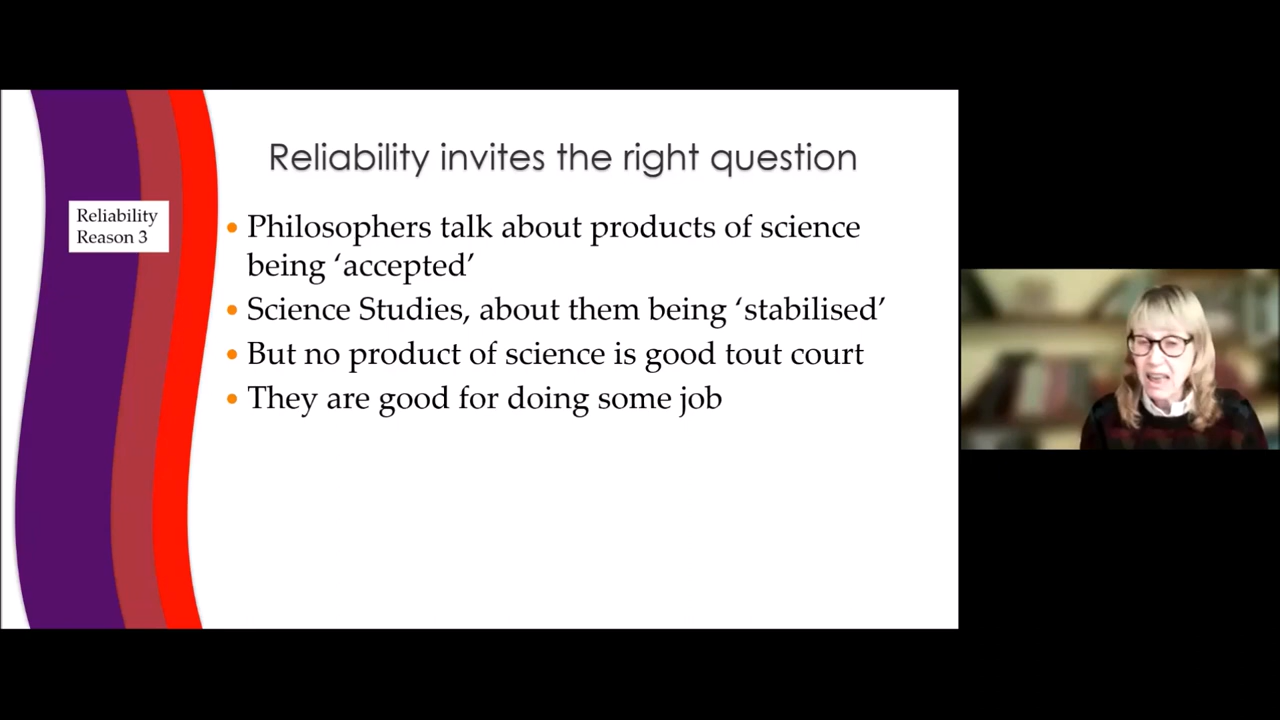 Reliability invites the right question
Reliability
Reason 3
• Philosophers talk about products of science
being ‘accepted’
• Science Studies, about them being ‘stabilised’
• But no product of science is good tout court
• They are good for doing some job